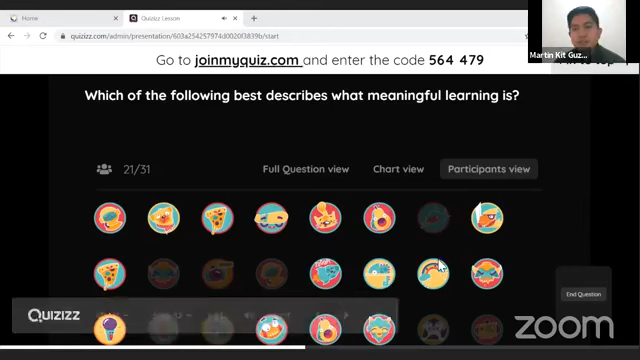 Home
Quizizz Lesson
quizizz.com/admin/presentation/603a2542757974d0020f3839b/start
Go to joinmyquiz.com and enter the code 564 479
Martin Kit Guz...
Which of the following best describes what meaningful learning is?
21/31
Full Question view
Chart view
Participants view
End Question
QUIZIZZ
zoom